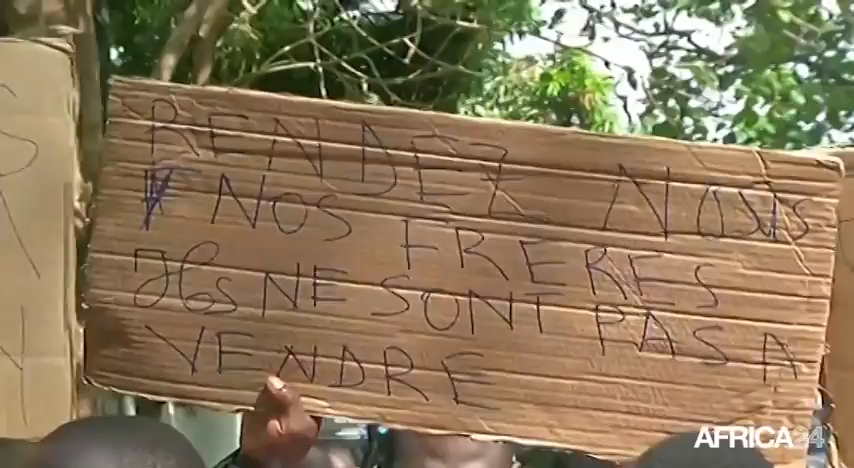 RENDEZ NOUS
NOS FRERES
ILS NE SONT PAS A
VENDRE
AFRICA24